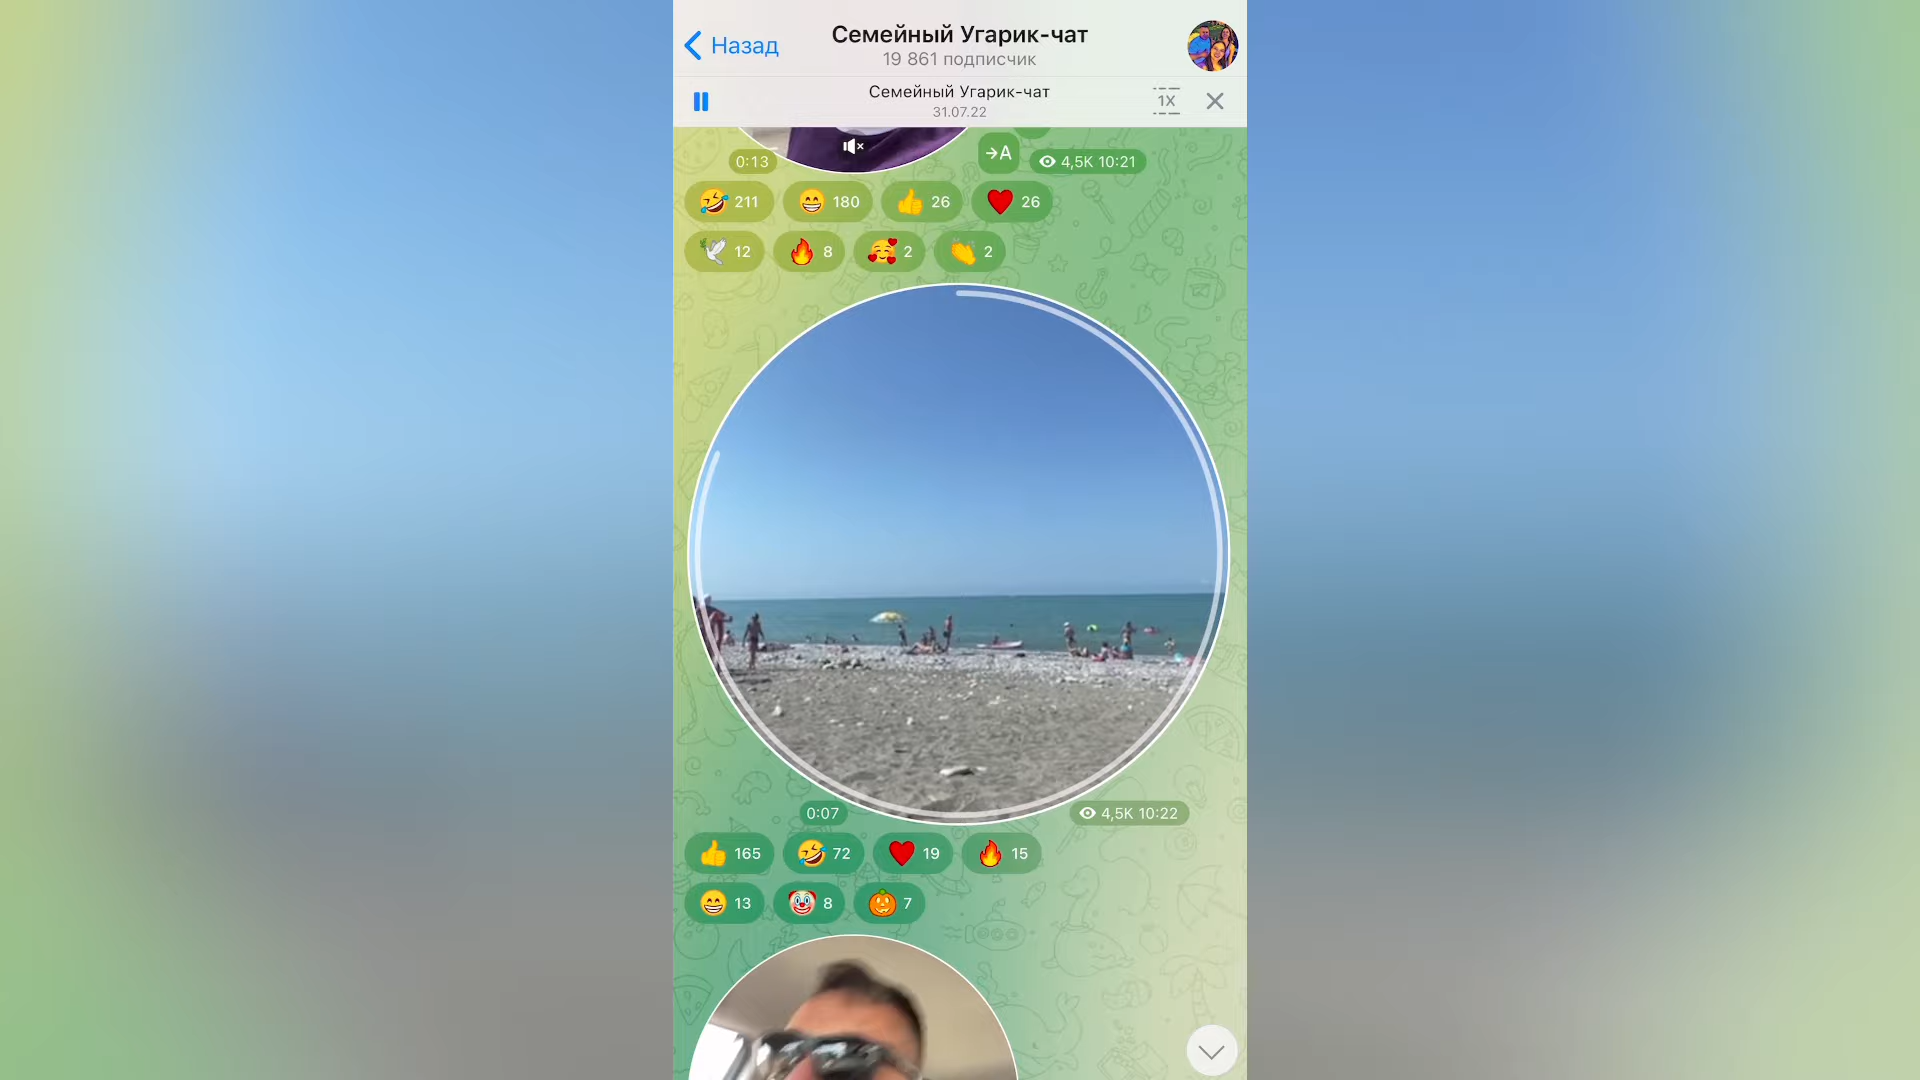 Назад
Семейный Угарик-чат
19 861 подписчик
Семейный Угарик-чат
31.07.22
1X
0:13
→A
4,5K 10:21
211
180
26
26
12
8
2
2
0:07
4,5K 10:22
165
72
19
15
13
8
7